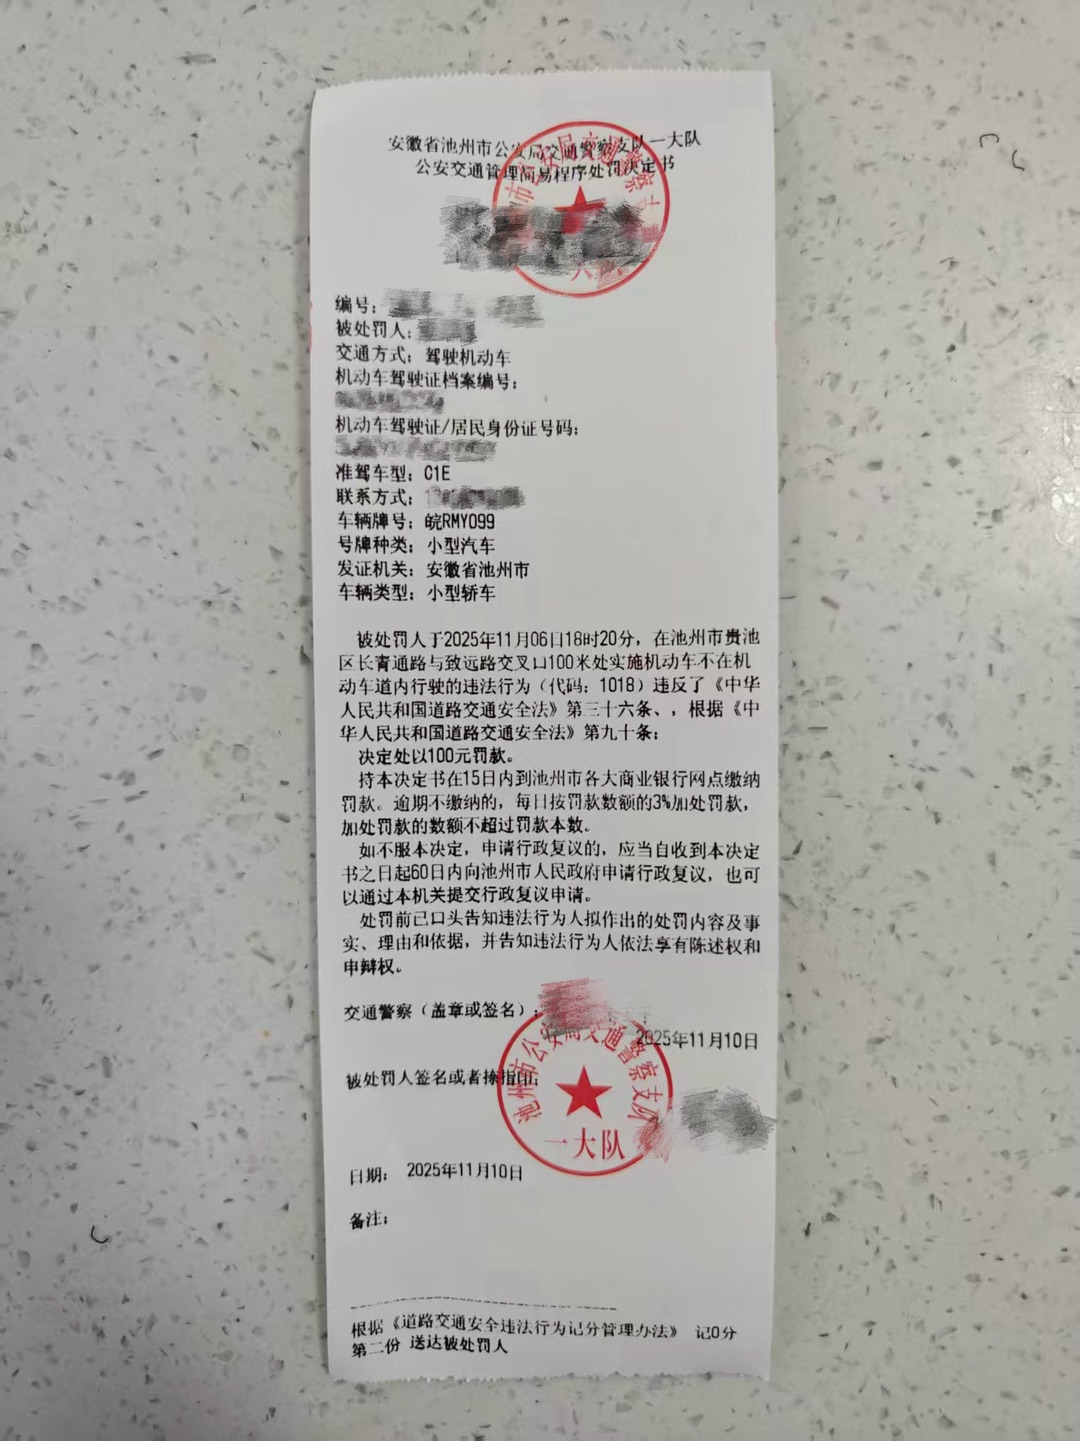 安徽省池州市公安局交通警察支队一大队
公安交通管理简易程序处罚决定书
编号：
被处罚人：
交通方式：驾驶机动车
机动车驾驶证档案编号：
机动车驾驶证/居民身份证号码：
准驾车型：C1E
联系方式：
车辆牌号：皖RMY099
号牌种类：小型汽车
发证机关：安徽省池州市
车辆类型：小型轿车
被处罚人于2025年11月06日18时20分，在池州市贵池
区长青通路与致远路交叉口100米处实施机动车不在机
动车道内行驶的违法行为（代码：1018）违反了《中华
人民共和国道路交通安全法》第三十六条、，根据《中
华人民共和国道路交通安全法》第九十条；
决定处以100元罚款。
持本决定书在15日内到池州市各大商业银行网点缴纳
罚款。逾期不缴纳的，每日按罚款数额的3%加处罚款，
加处罚款的数额不超过罚款本数。
如不服本决定，申请行政复议的，应当自收到本决定
书之日起60日内向池州市人民政府申请行政复议，也可
以通过本机关提交行政复议申请。
处罚前已口头告知违法行为人拟作出的处罚内容及事
实、理由和依据，并告知违法行为人依法享有陈述权和
申辩权。
交通警察（盖章或签名）：
2025年11月10日
池州市公安局交通警察支队
一大队
被处罚人签名或者捺指印：
日期： 2025年11月10日
备注：
根据《道路交通安全违法行为记分管理办法》 记0分
第二份 送达被处罚人